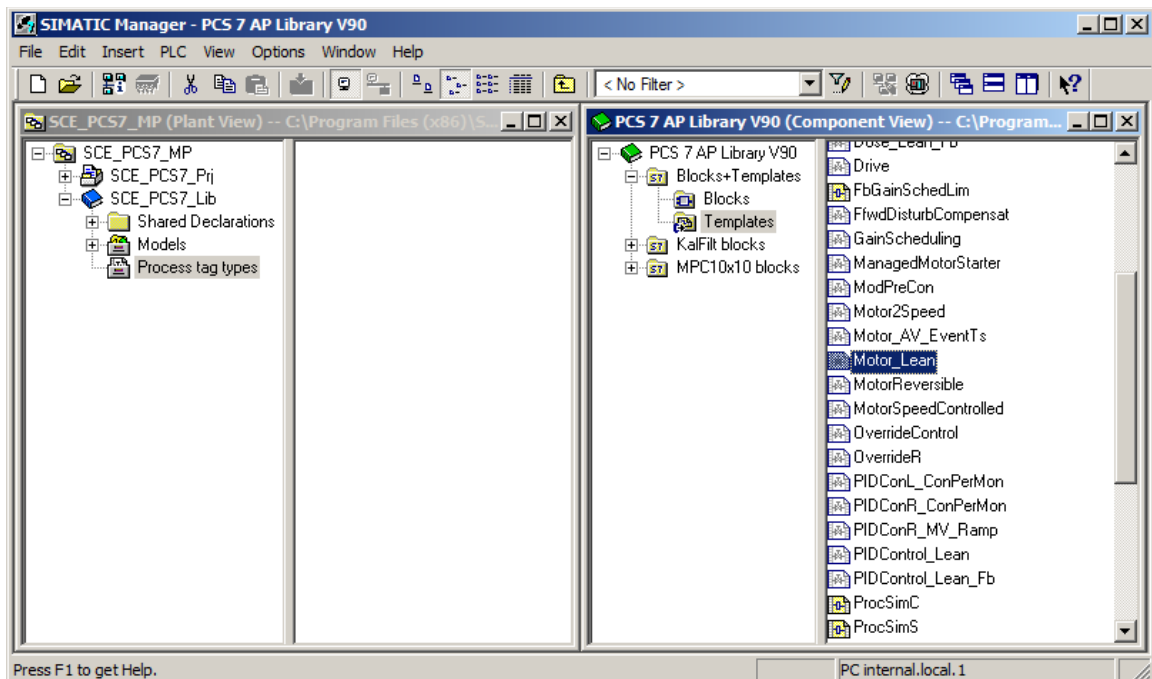 SIMATIC Manager - PCS 7 AP Library V90
File Edit Insert PLC View Options Window Help
< No Filter >
SCE_PCS7_MP (Plant View) -- C:\Program Files (x86)\S...
SCE_PCS7_MP
SCE_PCS7_Prj
SCE_PCS7_Lib
Shared Declarations
Models
Process tag types
PCS 7 AP Library V90 (Component View) -- C:\Program...
PCS 7 AP Library V90
Blocks+Templates
Blocks
Templates
KalFilt blocks
MPC10x10 blocks
Dose_Lean_Fb
Drive
FbGainSchedLim
FfwdDisturbCompensat
GainScheduling
ManagedMotorStarter
ModPreCon
Motor2Speed
Motor_AV_EventTs
Motor_Lean
MotorReversible
MotorSpeedControlled
OverrideControl
OverrideR
PIDConL_ConPerMon
PIDConR_ConPerMon
PIDConR_MV_Ramp
PIDControl_Lean
PIDControl_Lean_Fb
ProcSimC
ProcSimS
Press F1 to get Help.
PC internal.local.1